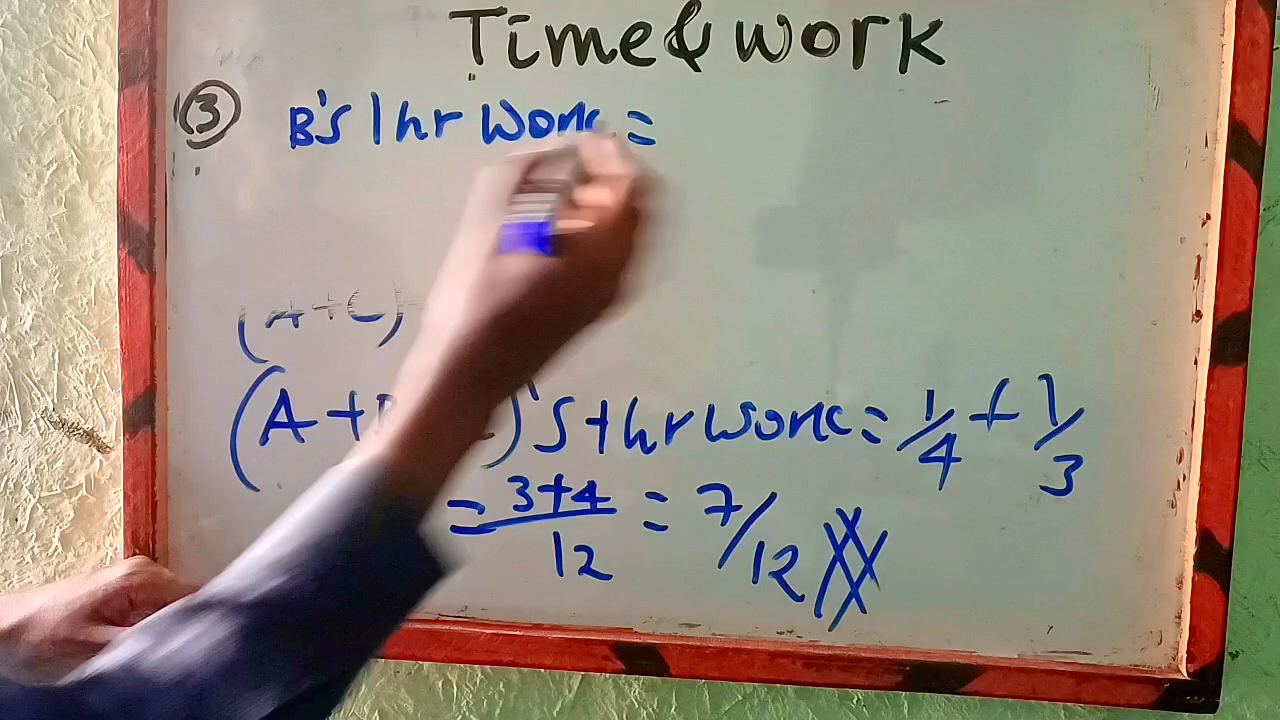 Time & work
③ B's 1hr Work =
(A+C)
(A + )'s 1hr work = 1/4 + 1/3
= 3+4/12 = 7/12